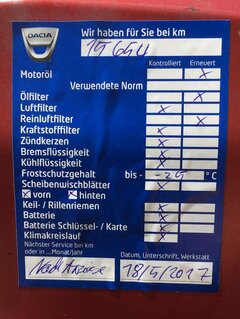 DACIA
Wir haben für Sie bei km
Kontrolliert Erneuert
Motoröl x
Verwendete Norm
Ölfilter x
Luftfilter x
Reinluftfilter x
Kraftstofffilter x
Zündkerzen
Bremsflüssigkeit x
Kühlflüssigkeit x
Frostschutzgehalt bis - 25 °C
Scheibenwischblätter x
x vorn x hinten
Keil- / Rillenriemen
Batterie x
Batterie Schlüssel- / Karte
Klimakreislauf x
Nächster Service bei km
oder in ...Monat/Jahr
Datum, Unterschrift, Werkstatt
18/5/2017